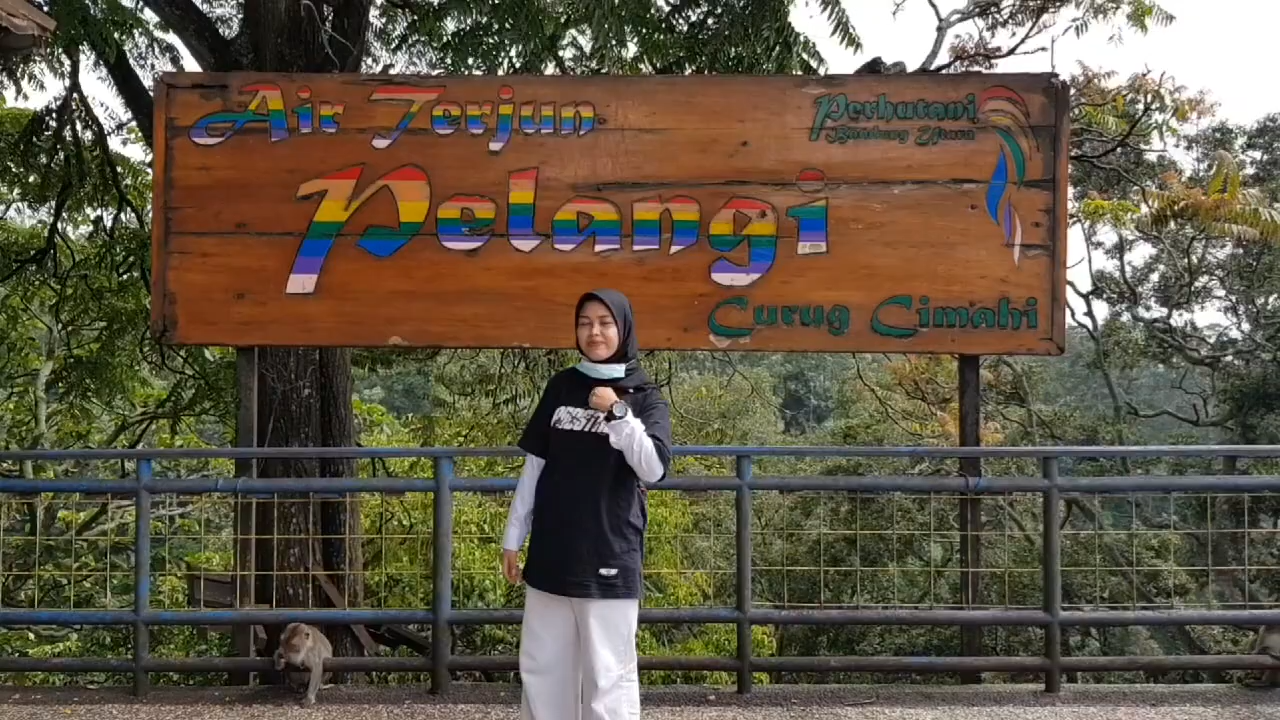 Air Terjun
Pelangi
Curug Cimahi
Perhutani
Bandung Utara